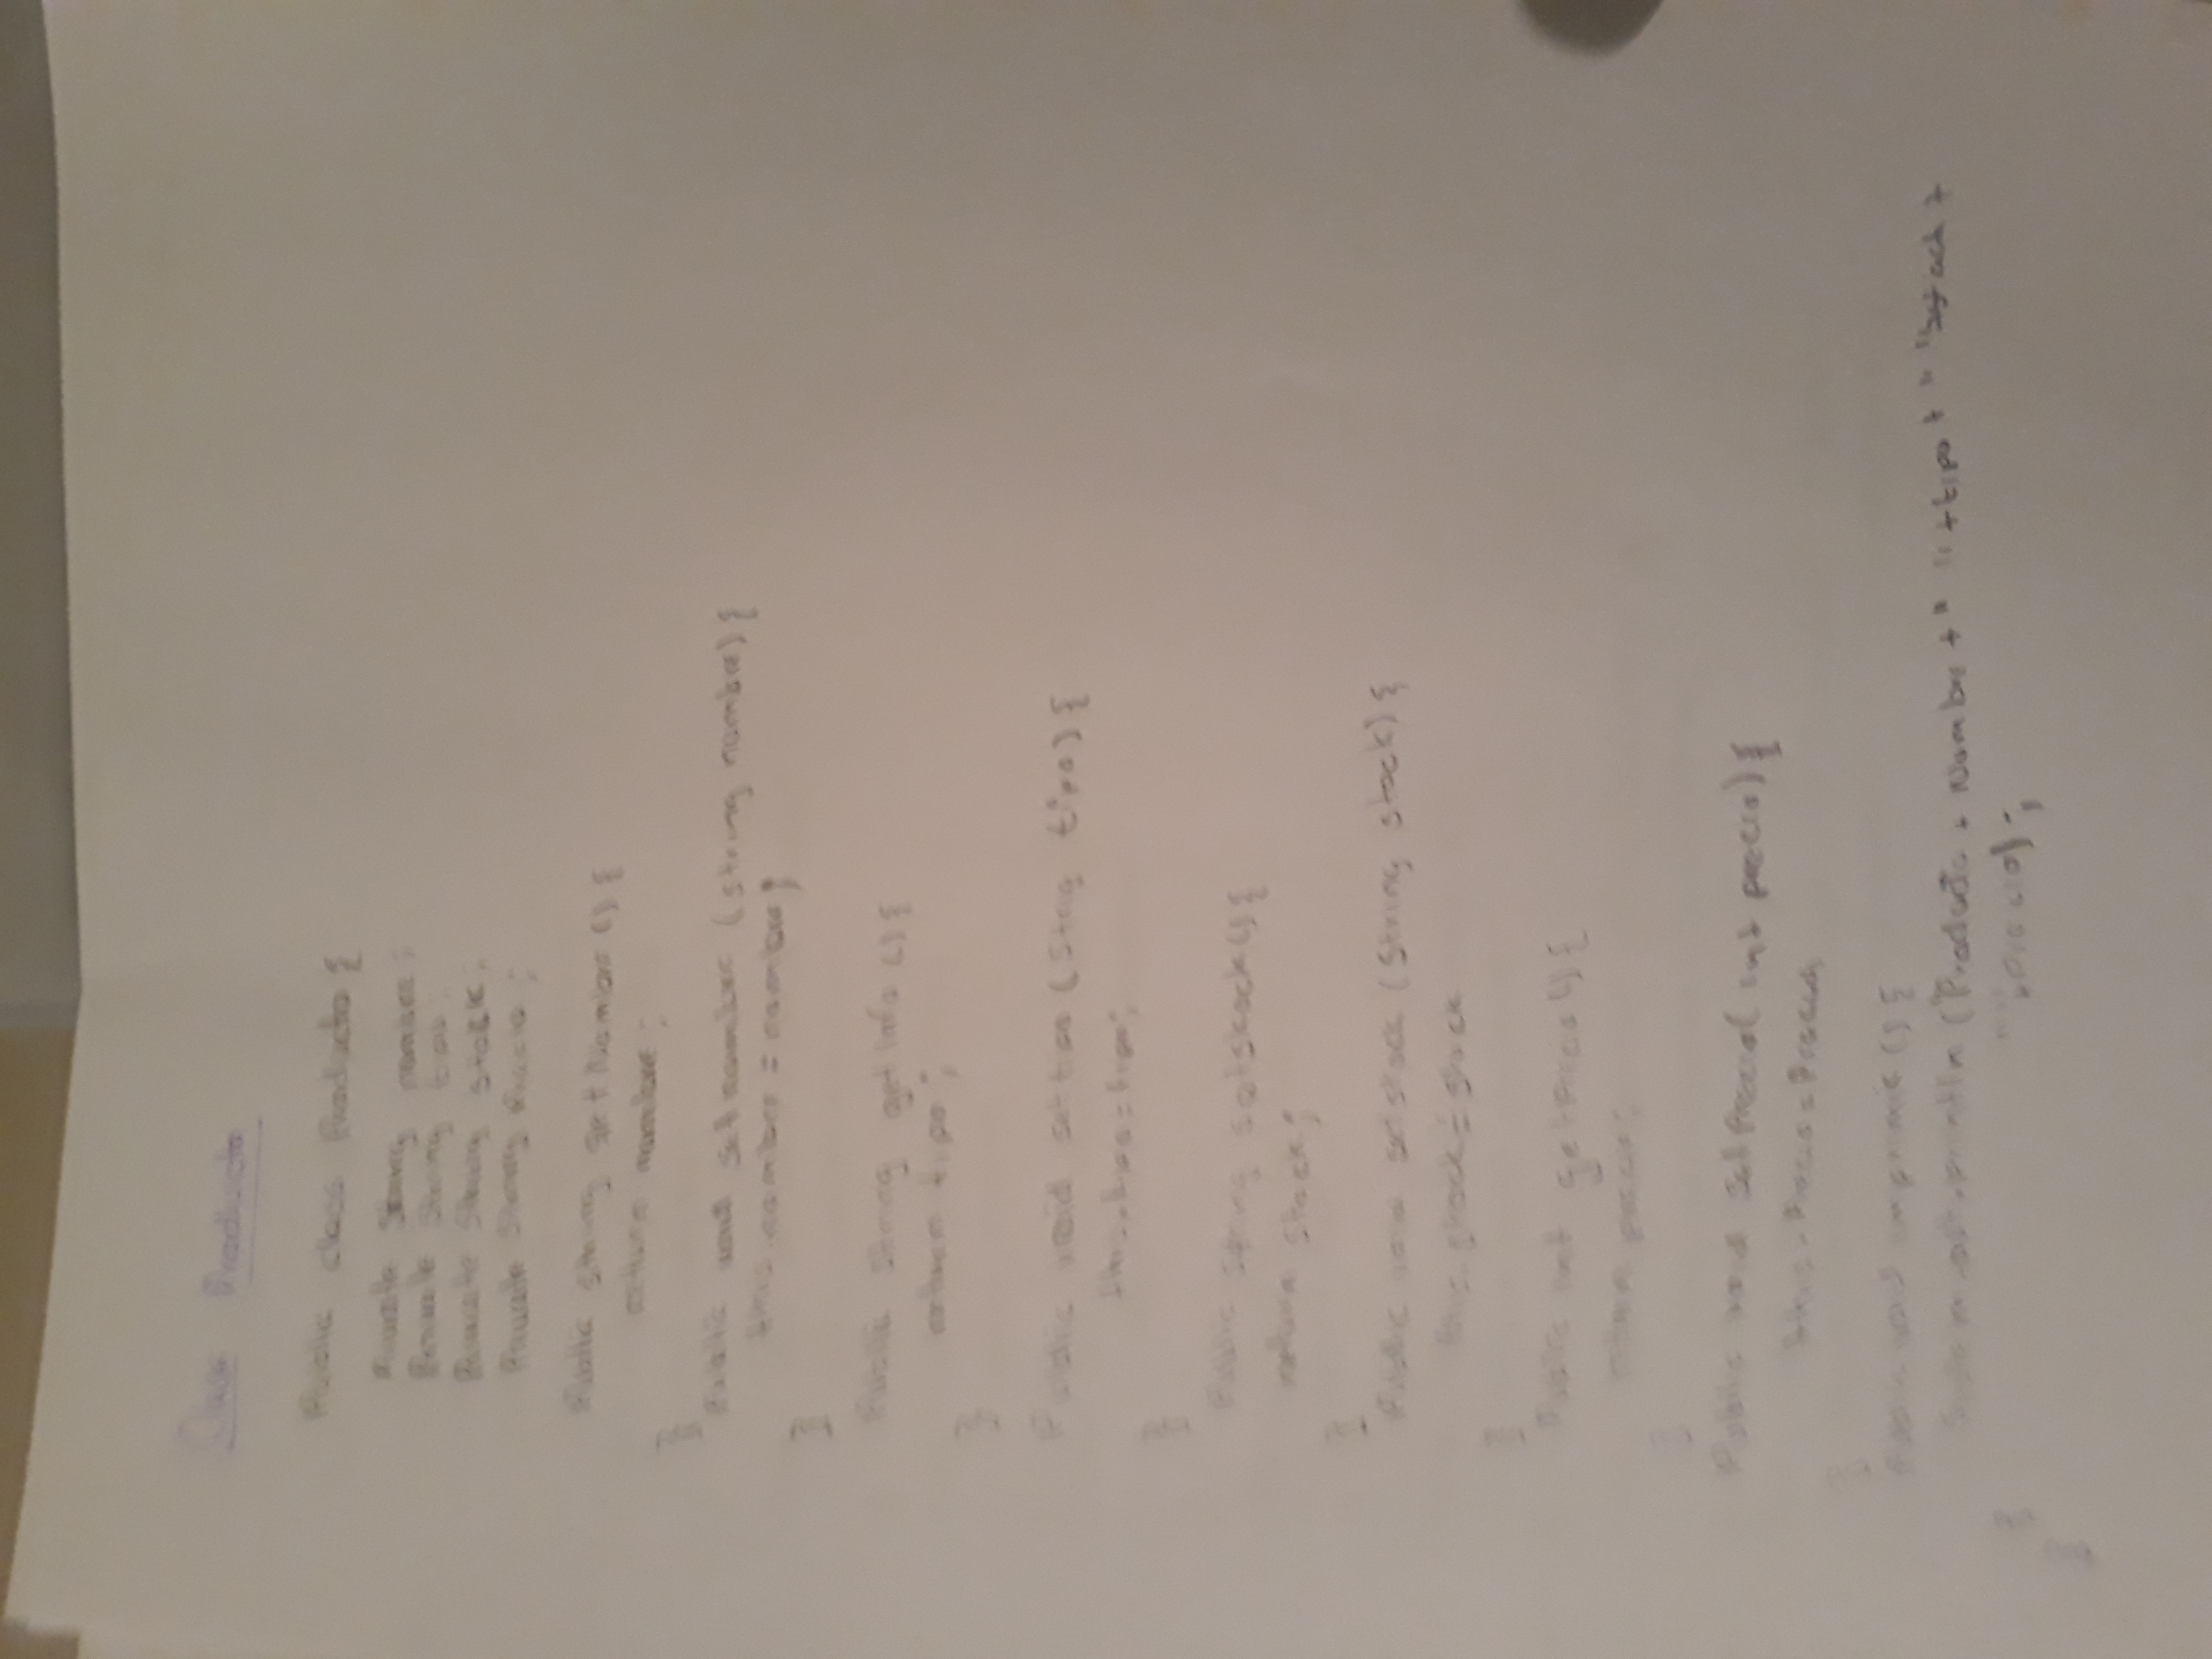 Clase Producto
Public class Producto {
Private String nombre;
Private String tipo;
Private String stock;
Private String Precio;
Public String getNombre () {
return nombre;
}
Public void setnombre (String nombre) {
this.nombre = nombre;
}
Public String getInfo () {
return tipo;
}
Public void settipo (Strig tipo) {
this.tipo = tipo;
}
Public String getstock () {
return stock;
}
Public void setstock (String stock) {
this.stock = stock
}
Public int getPrecio () {
return precio;
}
Public void setPrecio( int precio) {
this.Precio = Precio;
}
Public void imprimir () {
System.out.println ("Producto + Nombre + " " + tipo + " " stock +
precio);
}
}